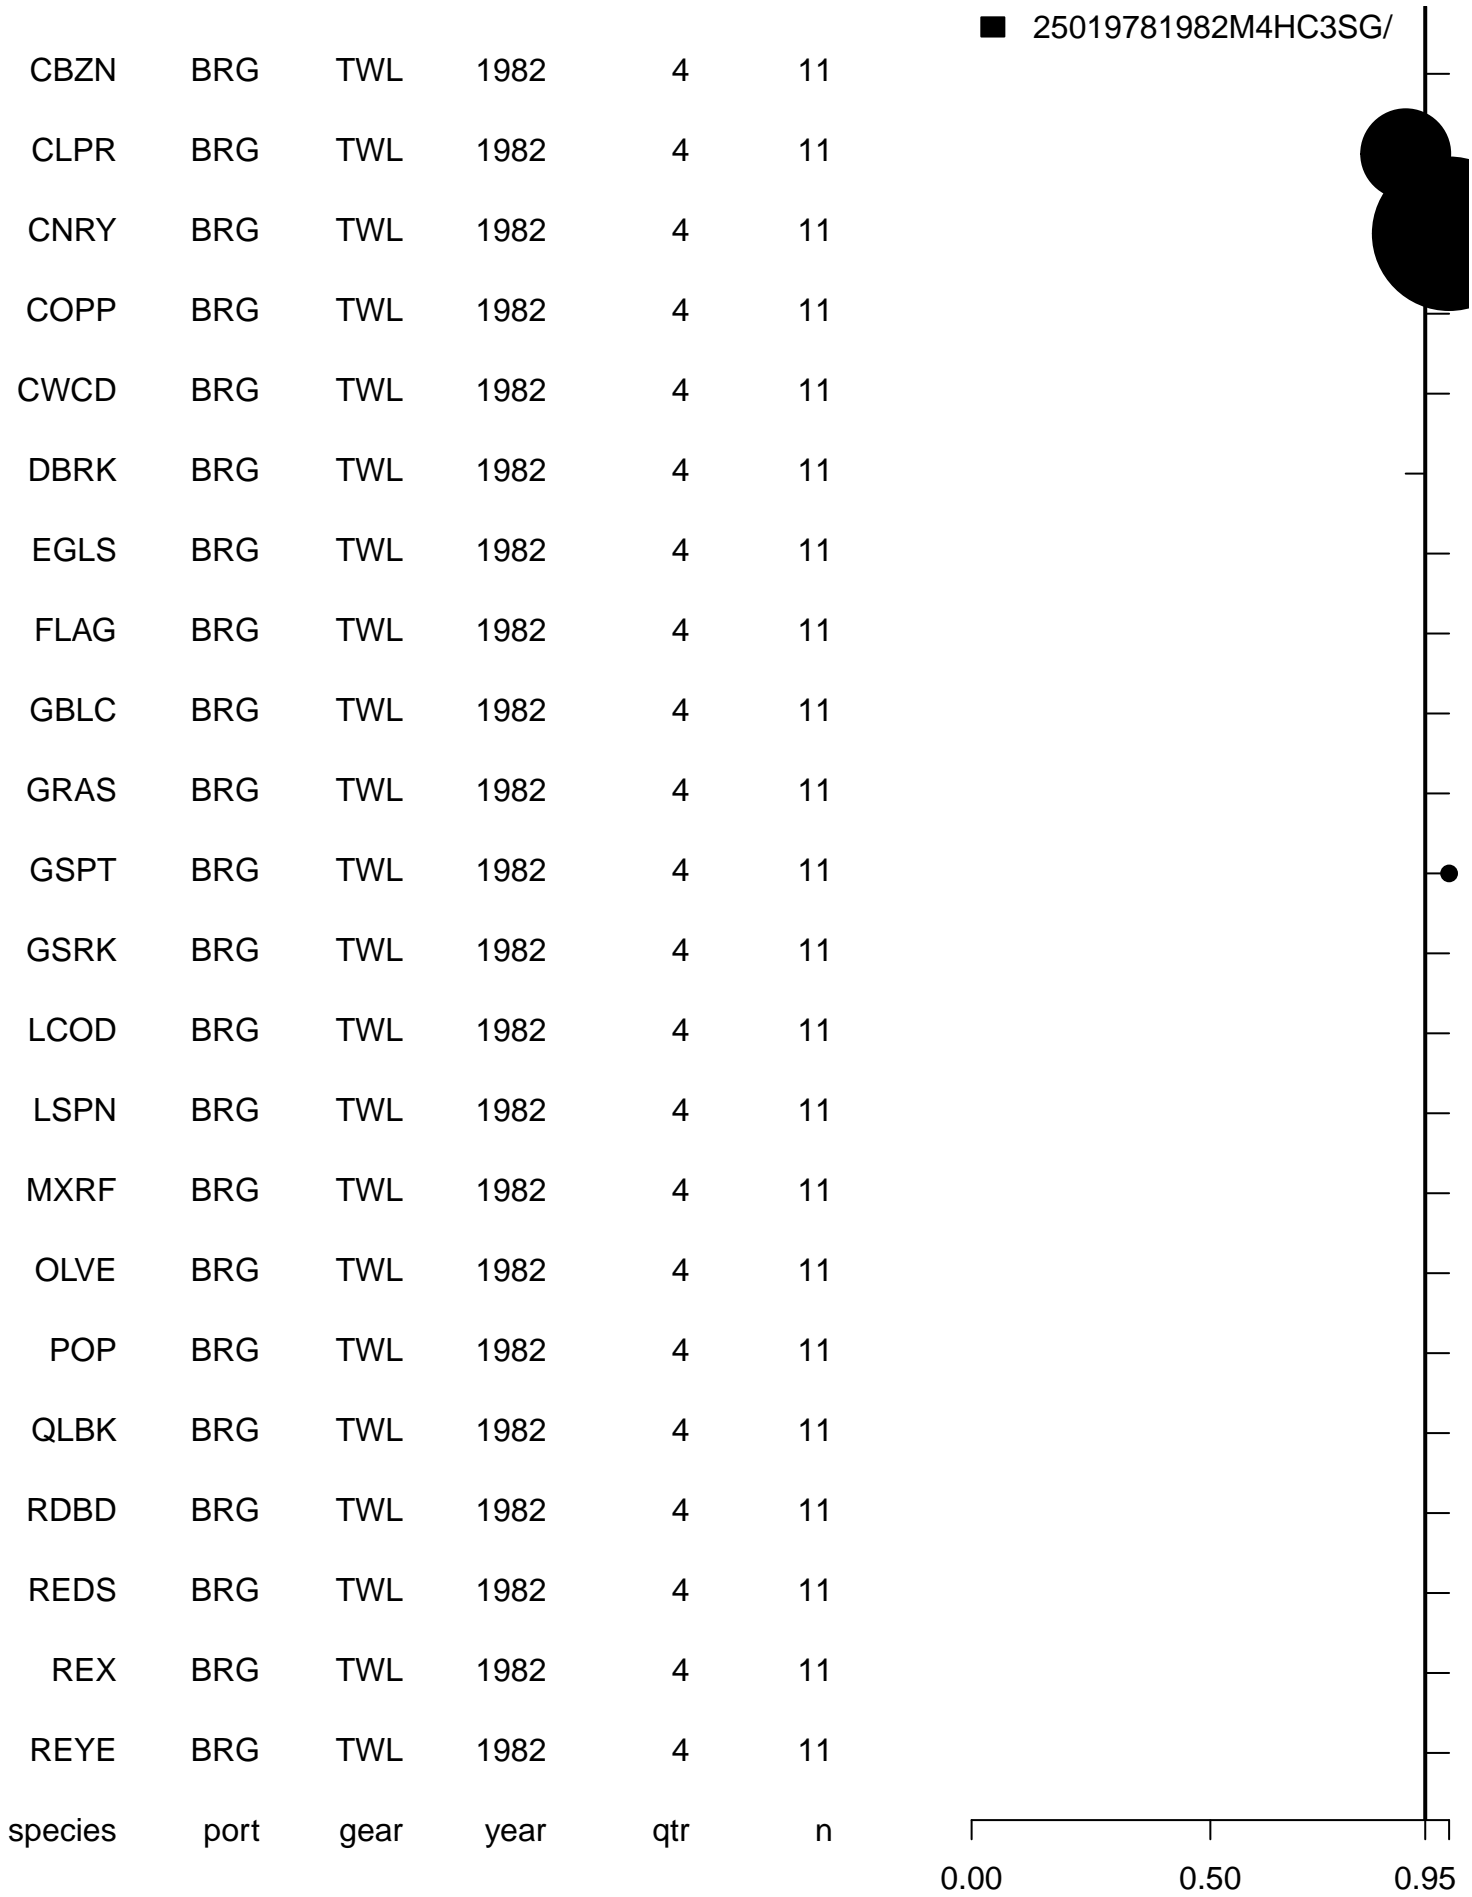 25019781982M4HC3SG/
CBZN BRG TWL 1982 4 11
CLPR BRG TWL 1982 4 11
CNRY BRG TWL 1982 4 11
COPP BRG TWL 1982 4 11
CWCD BRG TWL 1982 4 11
DBRK BRG TWL 1982 4 11
EGLS BRG TWL 1982 4 11
FLAG BRG TWL 1982 4 11
GBLC BRG TWL 1982 4 11
GRAS BRG TWL 1982 4 11
GSPT BRG TWL 1982 4 11
GSRK BRG TWL 1982 4 11
LCOD BRG TWL 1982 4 11
LSPN BRG TWL 1982 4 11
MXRF BRG TWL 1982 4 11
OLVE BRG TWL 1982 4 11
POP BRG TWL 1982 4 11
QLBK BRG TWL 1982 4 11
RDBD BRG TWL 1982 4 11
REDS BRG TWL 1982 4 11
REX BRG TWL 1982 4 11
REYE BRG TWL 1982 4 11
species port gear year qtr n
0.00 0.50 0.95